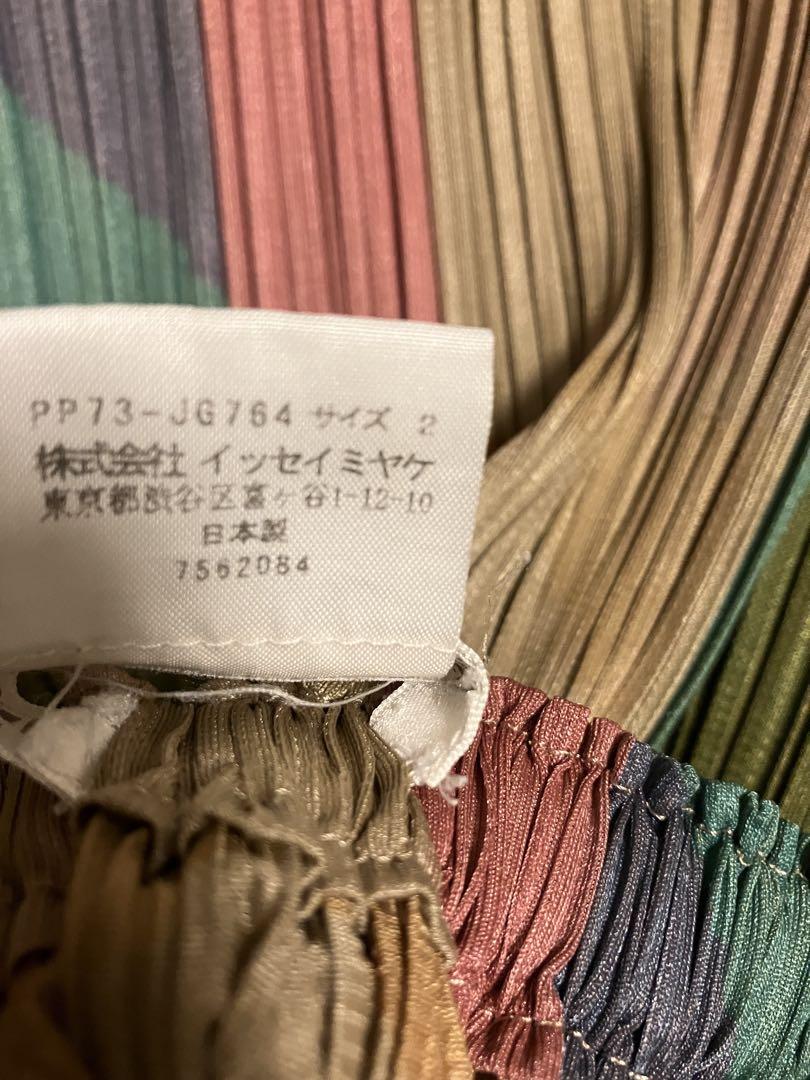 PP73-JG764 サイズ 2
株式会社 イッセイミヤケ
東京都渋谷区富ヶ谷1-12-10
日本製
7562084